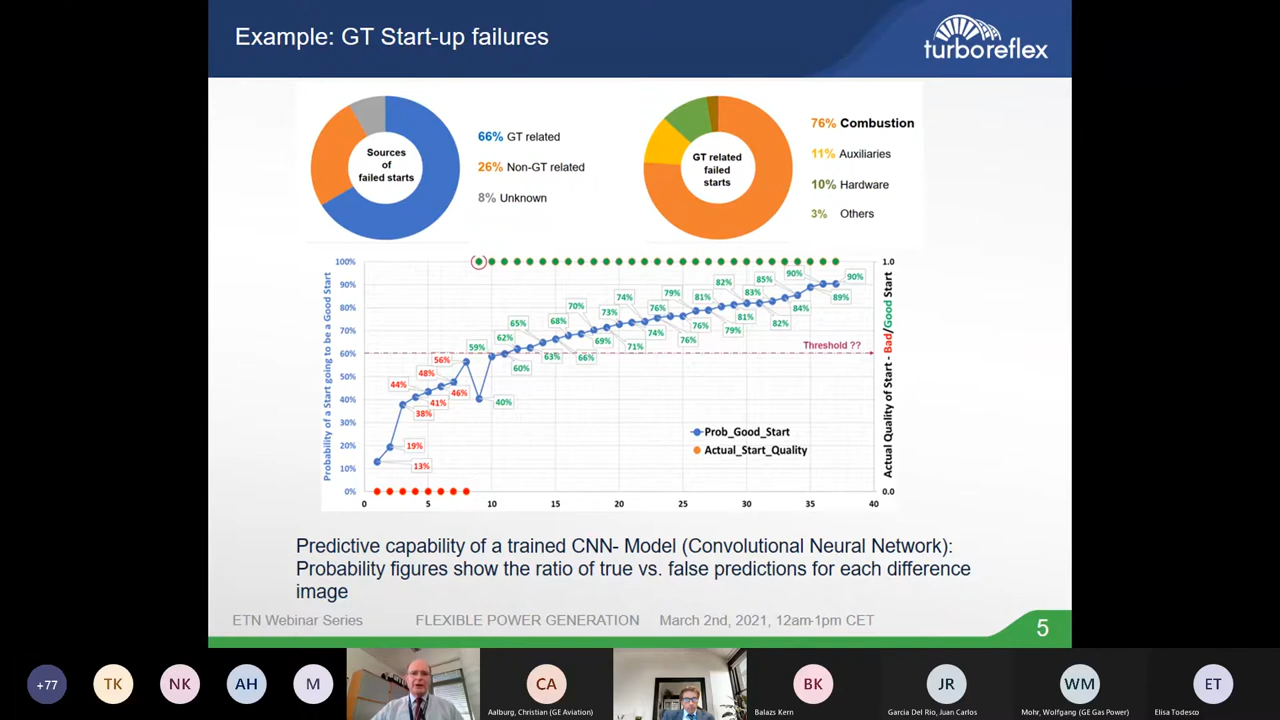 Example: GT Start-up failures
turboreflex
Sources
of
failed starts
66% GT related
26% Non-GT related
8% Unknown
GT related
failed
starts
76% Combustion
11% Auxiliaries
10% Hardware
3% Others
Probability of a Start going to be a Good Start
100%
90%
80%
70%
60%
50%
40%
30%
20%
10%
0%
13%
19%
38%
44%
41%
48%
46%
56%
59%
40%
62%
60%
65%
63%
68%
66%
70%
69%
73%
71%
74%
74%
76%
76%
79%
76%
81%
79%
82%
81%
83%
82%
85%
84%
90%
89%
90%
Threshold ??
Prob_Good_Start
Actual_Start_Quality
0
5
10
15
20
25
30
35
40
1.0
0.0
Actual Quality of Start - Bad/Good Start
Predictive capability of a trained CNN- Model (Convolutional Neural Network):
Probability figures show the ratio of true vs. false predictions for each difference
image
ETN Webinar Series FLEXIBLE POWER GENERATION March 2nd, 2021, 12am-1pm CET
5
+77
TK
NK
AH
M
CA
Aalburg, Christian (GE Aviation)
BK
Balazs Kern
JR
Garcia Del Rio, Juan Carlos
WM
Mohr, Wolfgang (GE Gas Power)
ET
Elisa Todesco